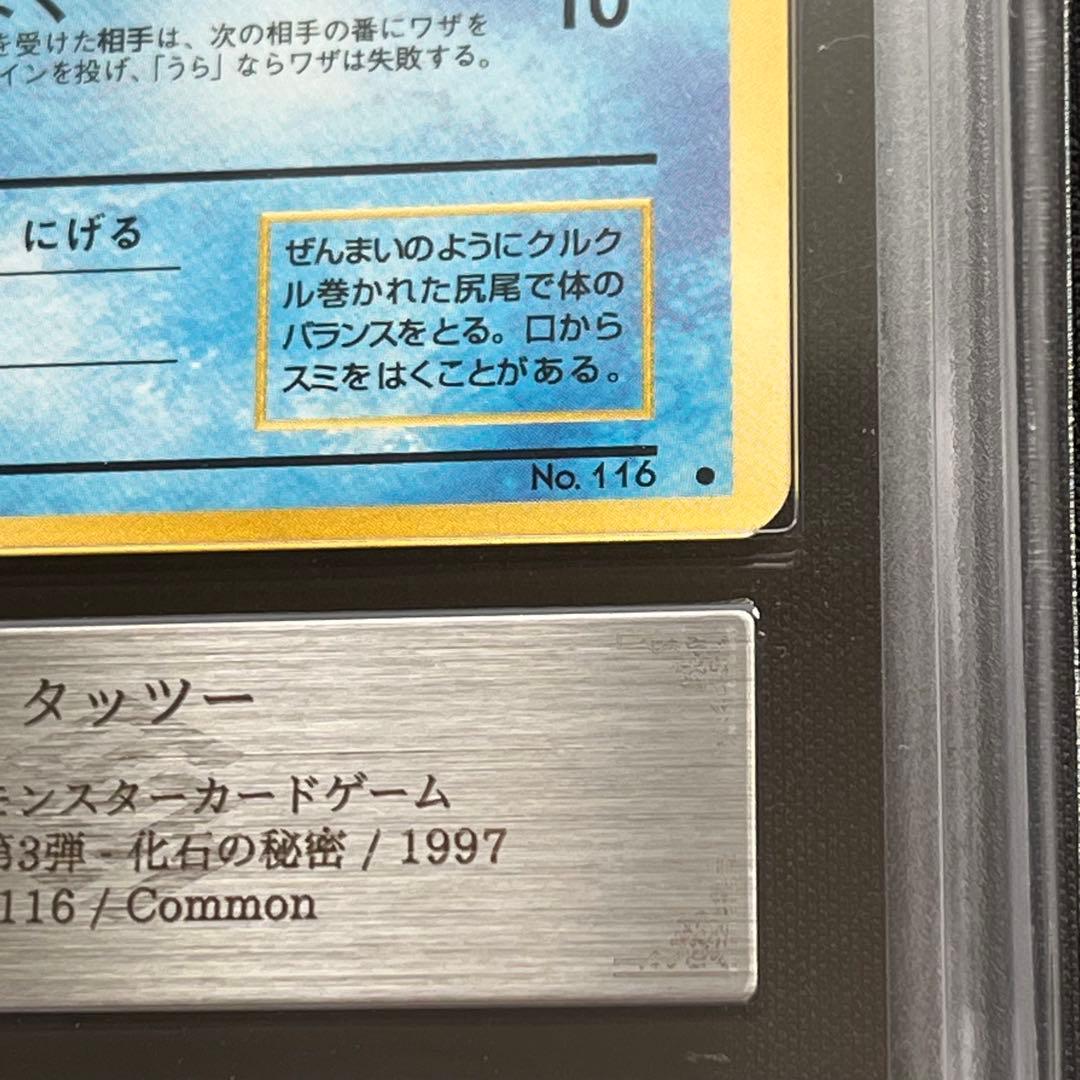 10
を受けた相手は、次の相手の番にワザを
インを投げ、「うら」ならワザは失敗する。
にげる
ぜんまいのようにクルク
ル巻かれた尻尾で体の
バランスをとる。口から
スミをはくことがある。
No. 116 ●
タッツー
モンスターカードゲーム
第3弾 - 化石の秘密 / 1997
116 / Common